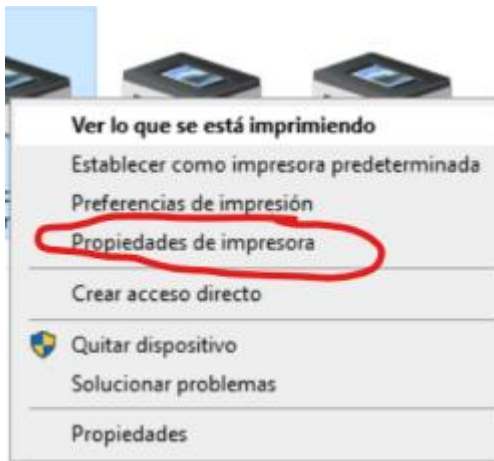 Ver lo que se está imprimiendo
Establecer como impresora predeterminada
Preferencias de impresión
Propiedades de impresora
Crear acceso directo
Quitar dispositivo
Solucionar problemas
Propiedades